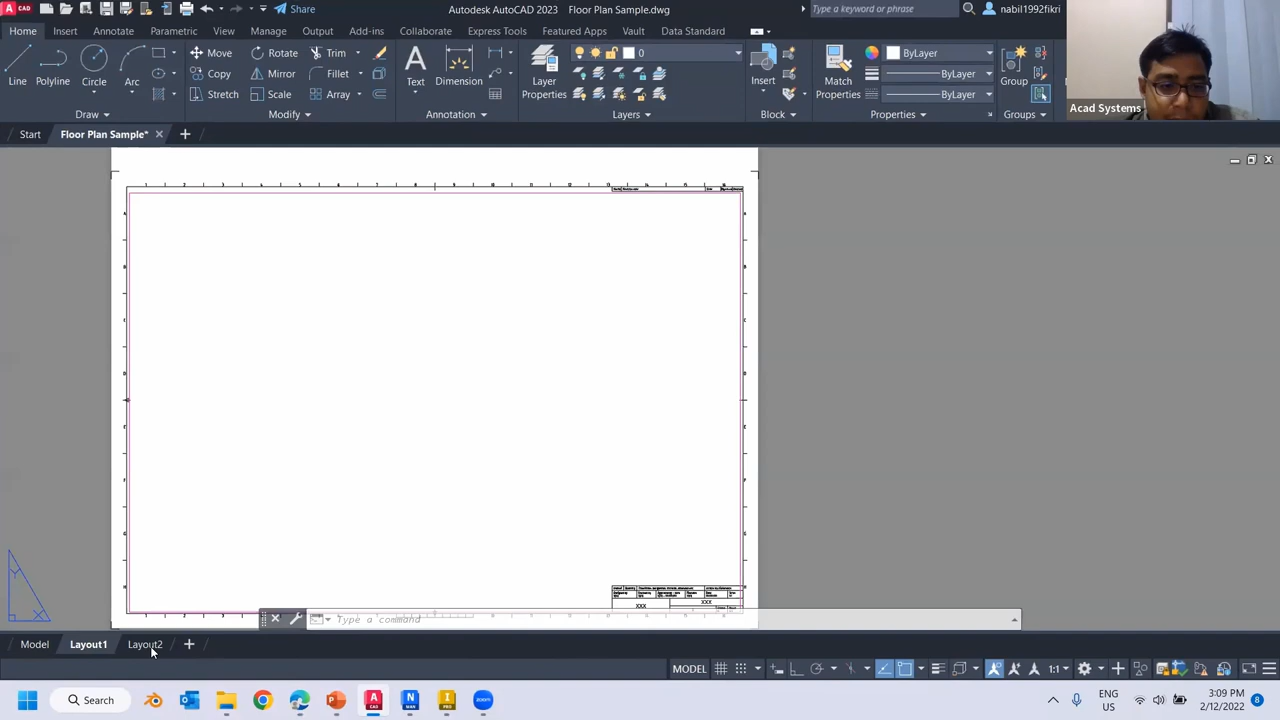 Share
Autodesk AutoCAD 2023 Floor Plan Sample.dwg
Type a keyword or phrase
nabil1992fikri
Home Insert Annotate Parametric View Manage Output Add-ins Collaborate Express Tools Featured Apps Vault Data Standard
Line Polyline Circle Arc
Move Rotate Trim
Copy Mirror Fillet
Stretch Scale Array
Text Dimension
Layer Properties
0
Insert
Match Properties
ByLayer
ByLayer
ByLayer
Group
Acad Systems
Draw Modify Annotation Layers Block Properties Groups
Start Floor Plan Sample*
XXX
XXX
Type a command
Y
X
Model Layout1 Layout2
MODEL
1:1
Search
ENG
US
3:09 PM
2/12/2022
8